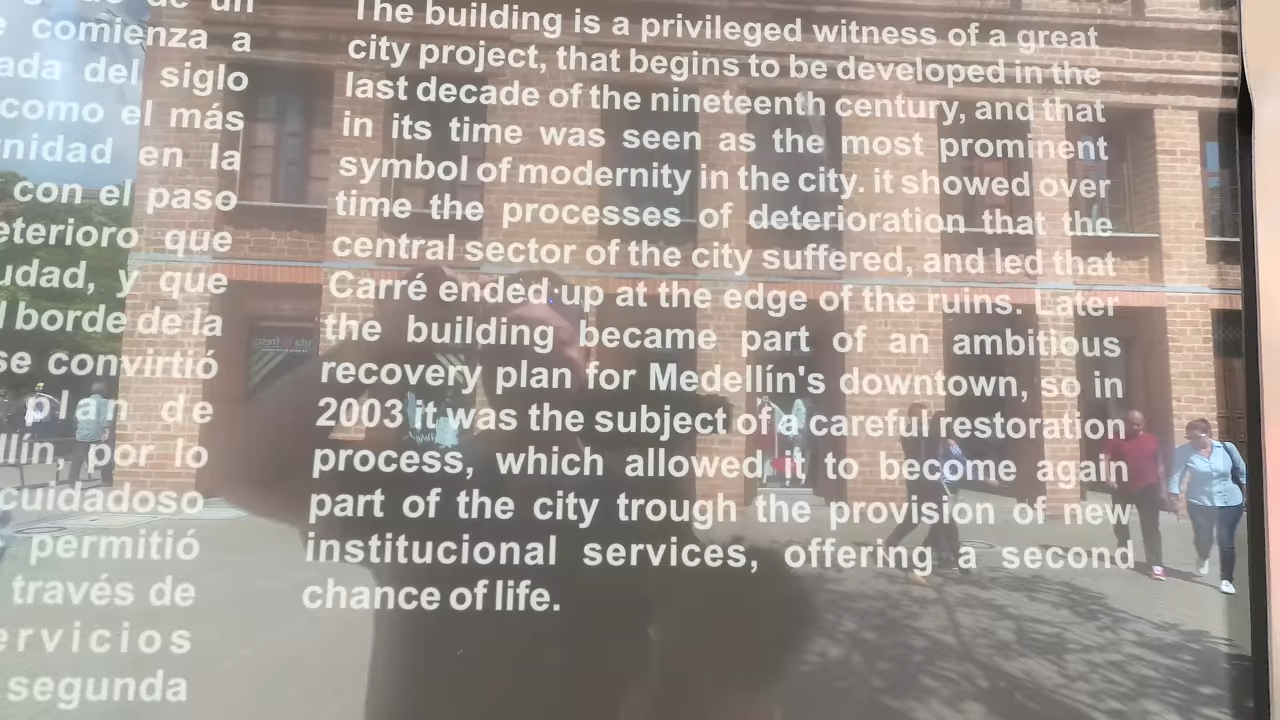 un
comienza a
ada del siglo
como el más
nidad en la
con el paso
eterioro que
udad, y que
l borde de la
se convirtió
plan de
llín, por lo
cuidadoso
permitió
través de
ervicios
segunda
The building is a privileged witness of a great
city project, that begins to be developed in the
last decade of the nineteenth century, and that
in its time was seen as the most prominent
symbol of modernity in the city. it showed over
time the processes of deterioration that the
central sector of the city suffered, and led that
Carré ended up at the edge of the ruins. Later
the building became part of an ambitious
recovery plan for Medellín's downtown, so in
2003 it was the subject of a careful restoration
process, which allowed it to become again
part of the city trough the provision of new
institucional services, offering a second
chance of life.